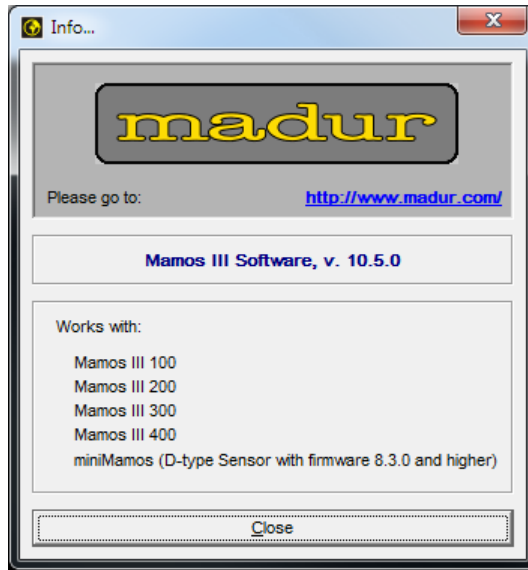 Info...
madur
Please go to: http://www.madur.com/
Mamos III Software, v. 10.5.0
Works with:
Mamos III 100
Mamos III 200
Mamos III 300
Mamos III 400
miniMamos (D-type Sensor with firmware 8.3.0 and higher)
Close